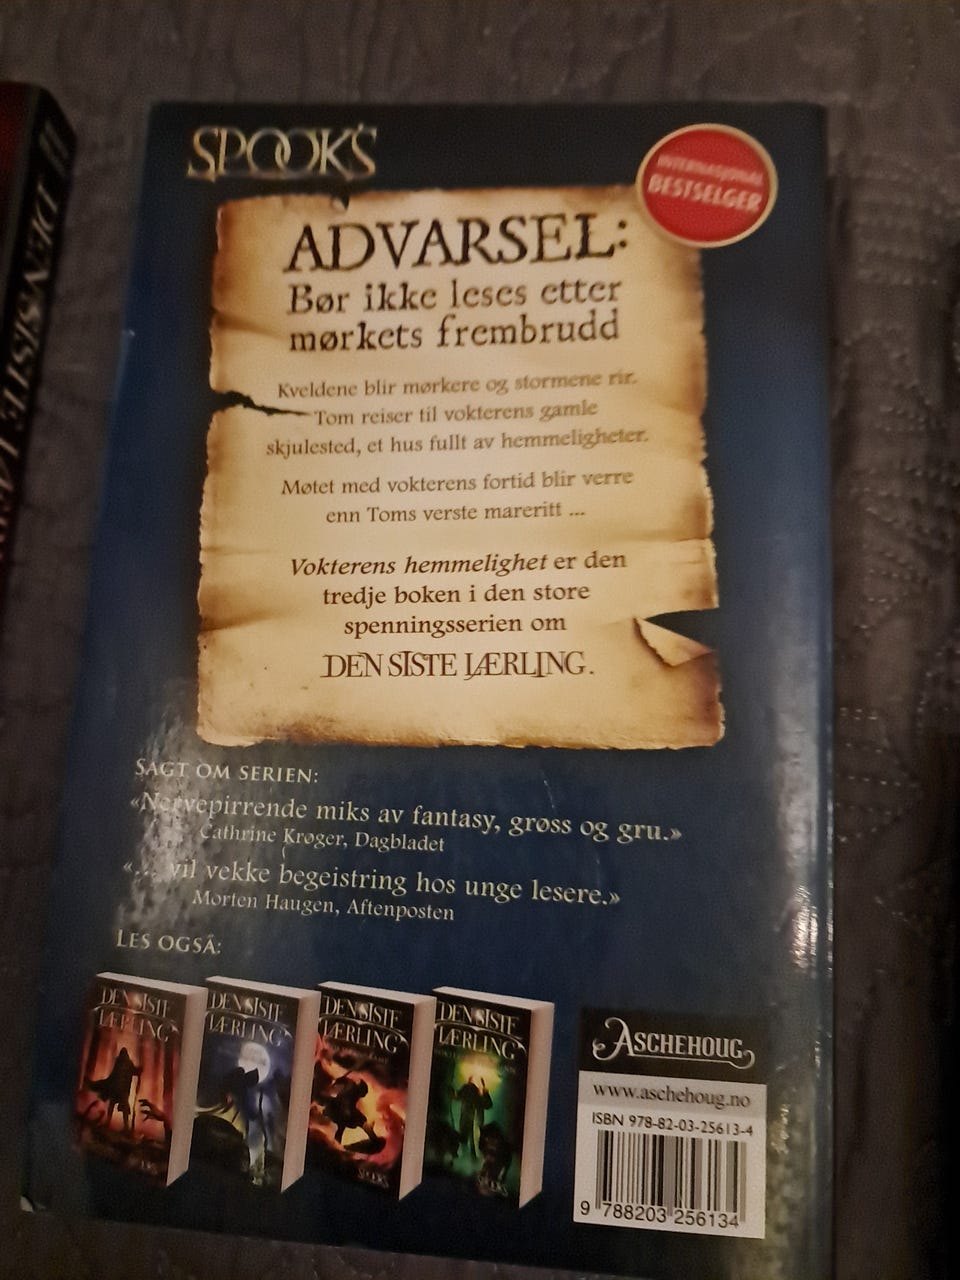 SPOOK'S
INTERNASJONAL
BESTSELGER
ADVARSEL:
Bør ikke leses etter
mørkets frembrudd
Kveldene blir mørkere og stormene rir.
Tom reiser til vokterens gamle
skjulested, et hus fullt av hemmeligheter.
Møtet med vokterens fortid blir verre
enn Toms verste mareritt ...
Vokterens hemmelighet er den
tredje boken i den store
spenningsserien om
DEN SISTE LÆRLING.
SAGT OM SERIEN:
«Nervepirrende miks av fantasy, grøss og gru.»
Cathrine Krøger, Dagbladet
«... vil vekke begeistring hos unge lesere.»
Morten Haugen, Aftenposten
LES OGSÅ:
DEN SISTE
LÆRLING
DEN SISTE
LÆRLING
DEN SISTE
LÆRLING
SPOOK'S
DEN SISTE
LÆRLING
SPOOK'S
ASCHEHOUG
www.aschehoug.no
ISBN 978-82-03-25613-4
9 788203 256134
DEN SISTE LÆR